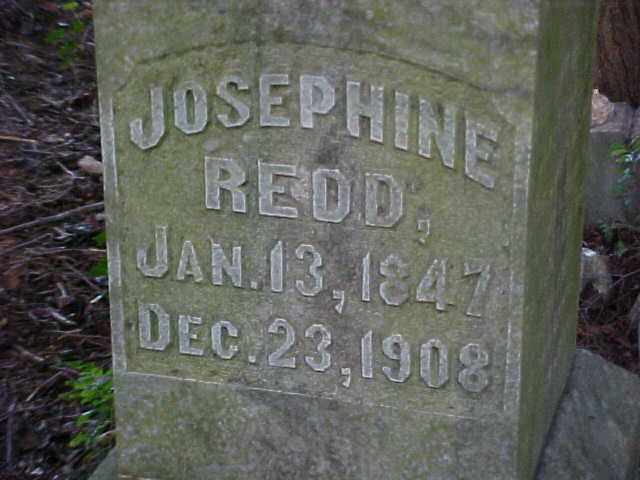 JOSEPHINE
REDD,
JAN. 13, 1847
DEC. 23, 1908